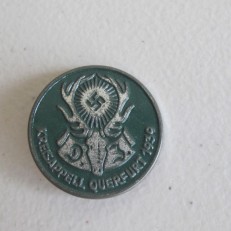 D J
KREISAPPELL QUERFURT 1939